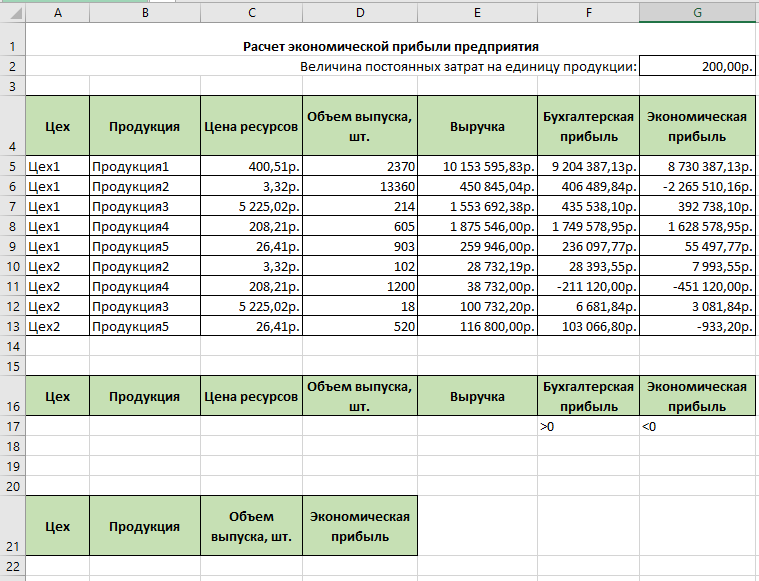 A B C D E F G
1 Расчет экономической прибыли предприятия
2 Величина постоянных затрат на единицу продукции: 200,00р.
3
4 Цех Продукция Цена ресурсов Объем выпуска, шт. Выручка Бухгалтерская прибыль Экономическая прибыль
5 Цех1 Продукция1 400,51р. 2370 10 153 595,83р. 9 204 387,13р. 8 730 387,13р.
6 Цех1 Продукция2 3,32р. 13360 450 845,04р. 406 489,84р. -2 265 510,16р.
7 Цех1 Продукция3 5 225,02р. 214 1 553 692,38р. 435 538,10р. 392 738,10р.
8 Цех1 Продукция4 208,21р. 605 1 875 546,00р. 1 749 578,95р. 1 628 578,95р.
9 Цех1 Продукция5 26,41р. 903 259 946,00р. 236 097,77р. 55 497,77р.
10 Цех2 Продукция2 3,32р. 102 28 732,19р. 28 393,55р. 7 993,55р.
11 Цех2 Продукция4 208,21р. 1200 38 732,00р. -211 120,00р. -451 120,00р.
12 Цех2 Продукция3 5 225,02р. 18 100 732,20р. 6 681,84р. 3 081,84р.
13 Цех2 Продукция5 26,41р. 520 116 800,00р. 103 066,80р. -933,20р.
14
15
16 Цех Продукция Цена ресурсов Объем выпуска, шт. Выручка Бухгалтерская прибыль Экономическая прибыль
17 >0 <0
18
19
20
21 Цех Продукция Объем выпуска, шт. Экономическая прибыль
22